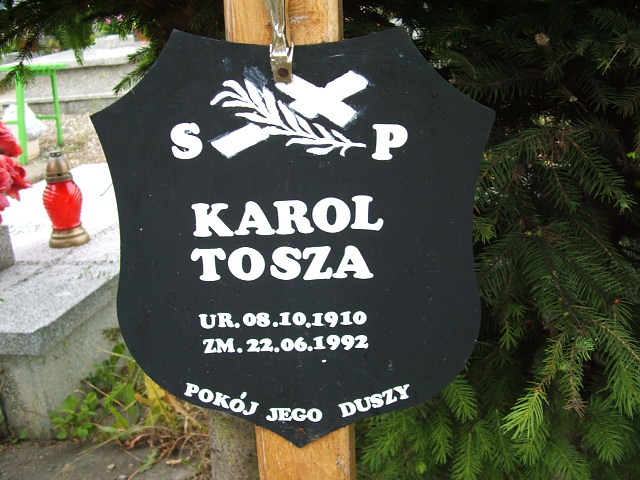 S P
KAROL
TOSZA
UR. 08.10.1910
ZM. 22.06.1992
POKÓJ JEGO DUSZY